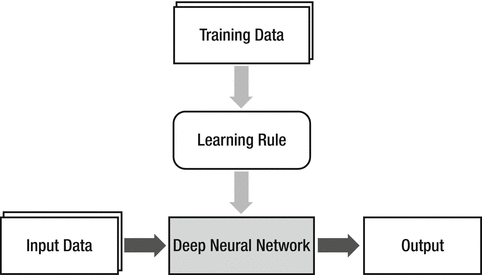 Training Data
Learning Rule
Input Data
Deep Neural Network
Output